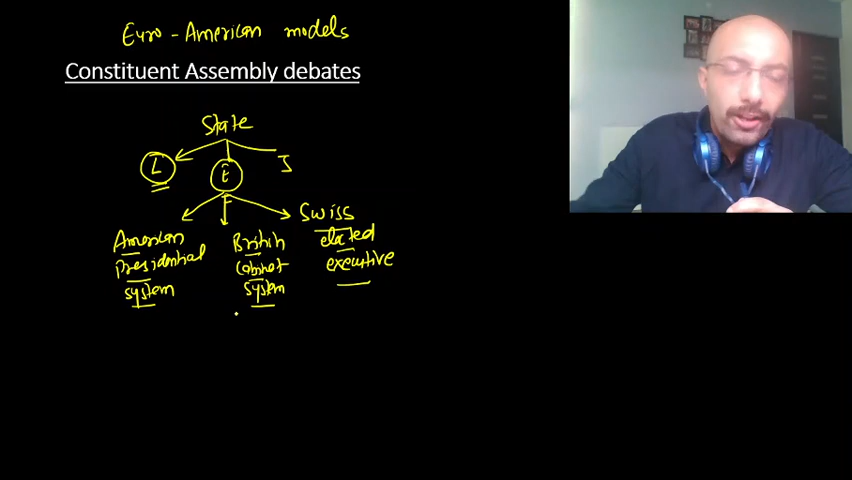 Euro - American models
Constituent Assembly debates
State
L
E
J
American
presidential
system
British
cabinet
system
Swiss
elected
executive